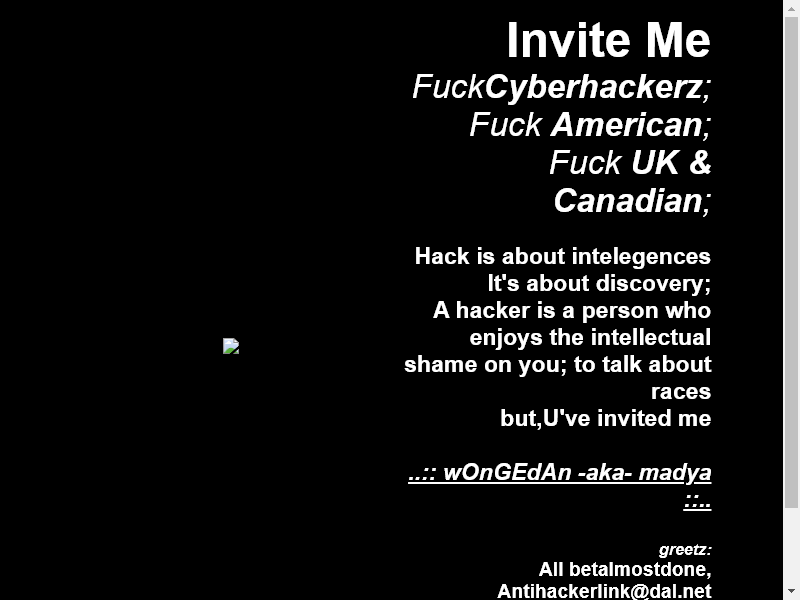 Invite Me
FuckCyberhackerz;
Fuck American;
Fuck UK &
Canadian;
Hack is about intelegences
It's about discovery;
A hacker is a person who
enjoys the intellectual
shame on you; to talk about
races
but,U've invited me
..:: wOnGEdAn -aka- madya
::..
greetz:
All betalmostdone,
Antihackerlink@dal.net